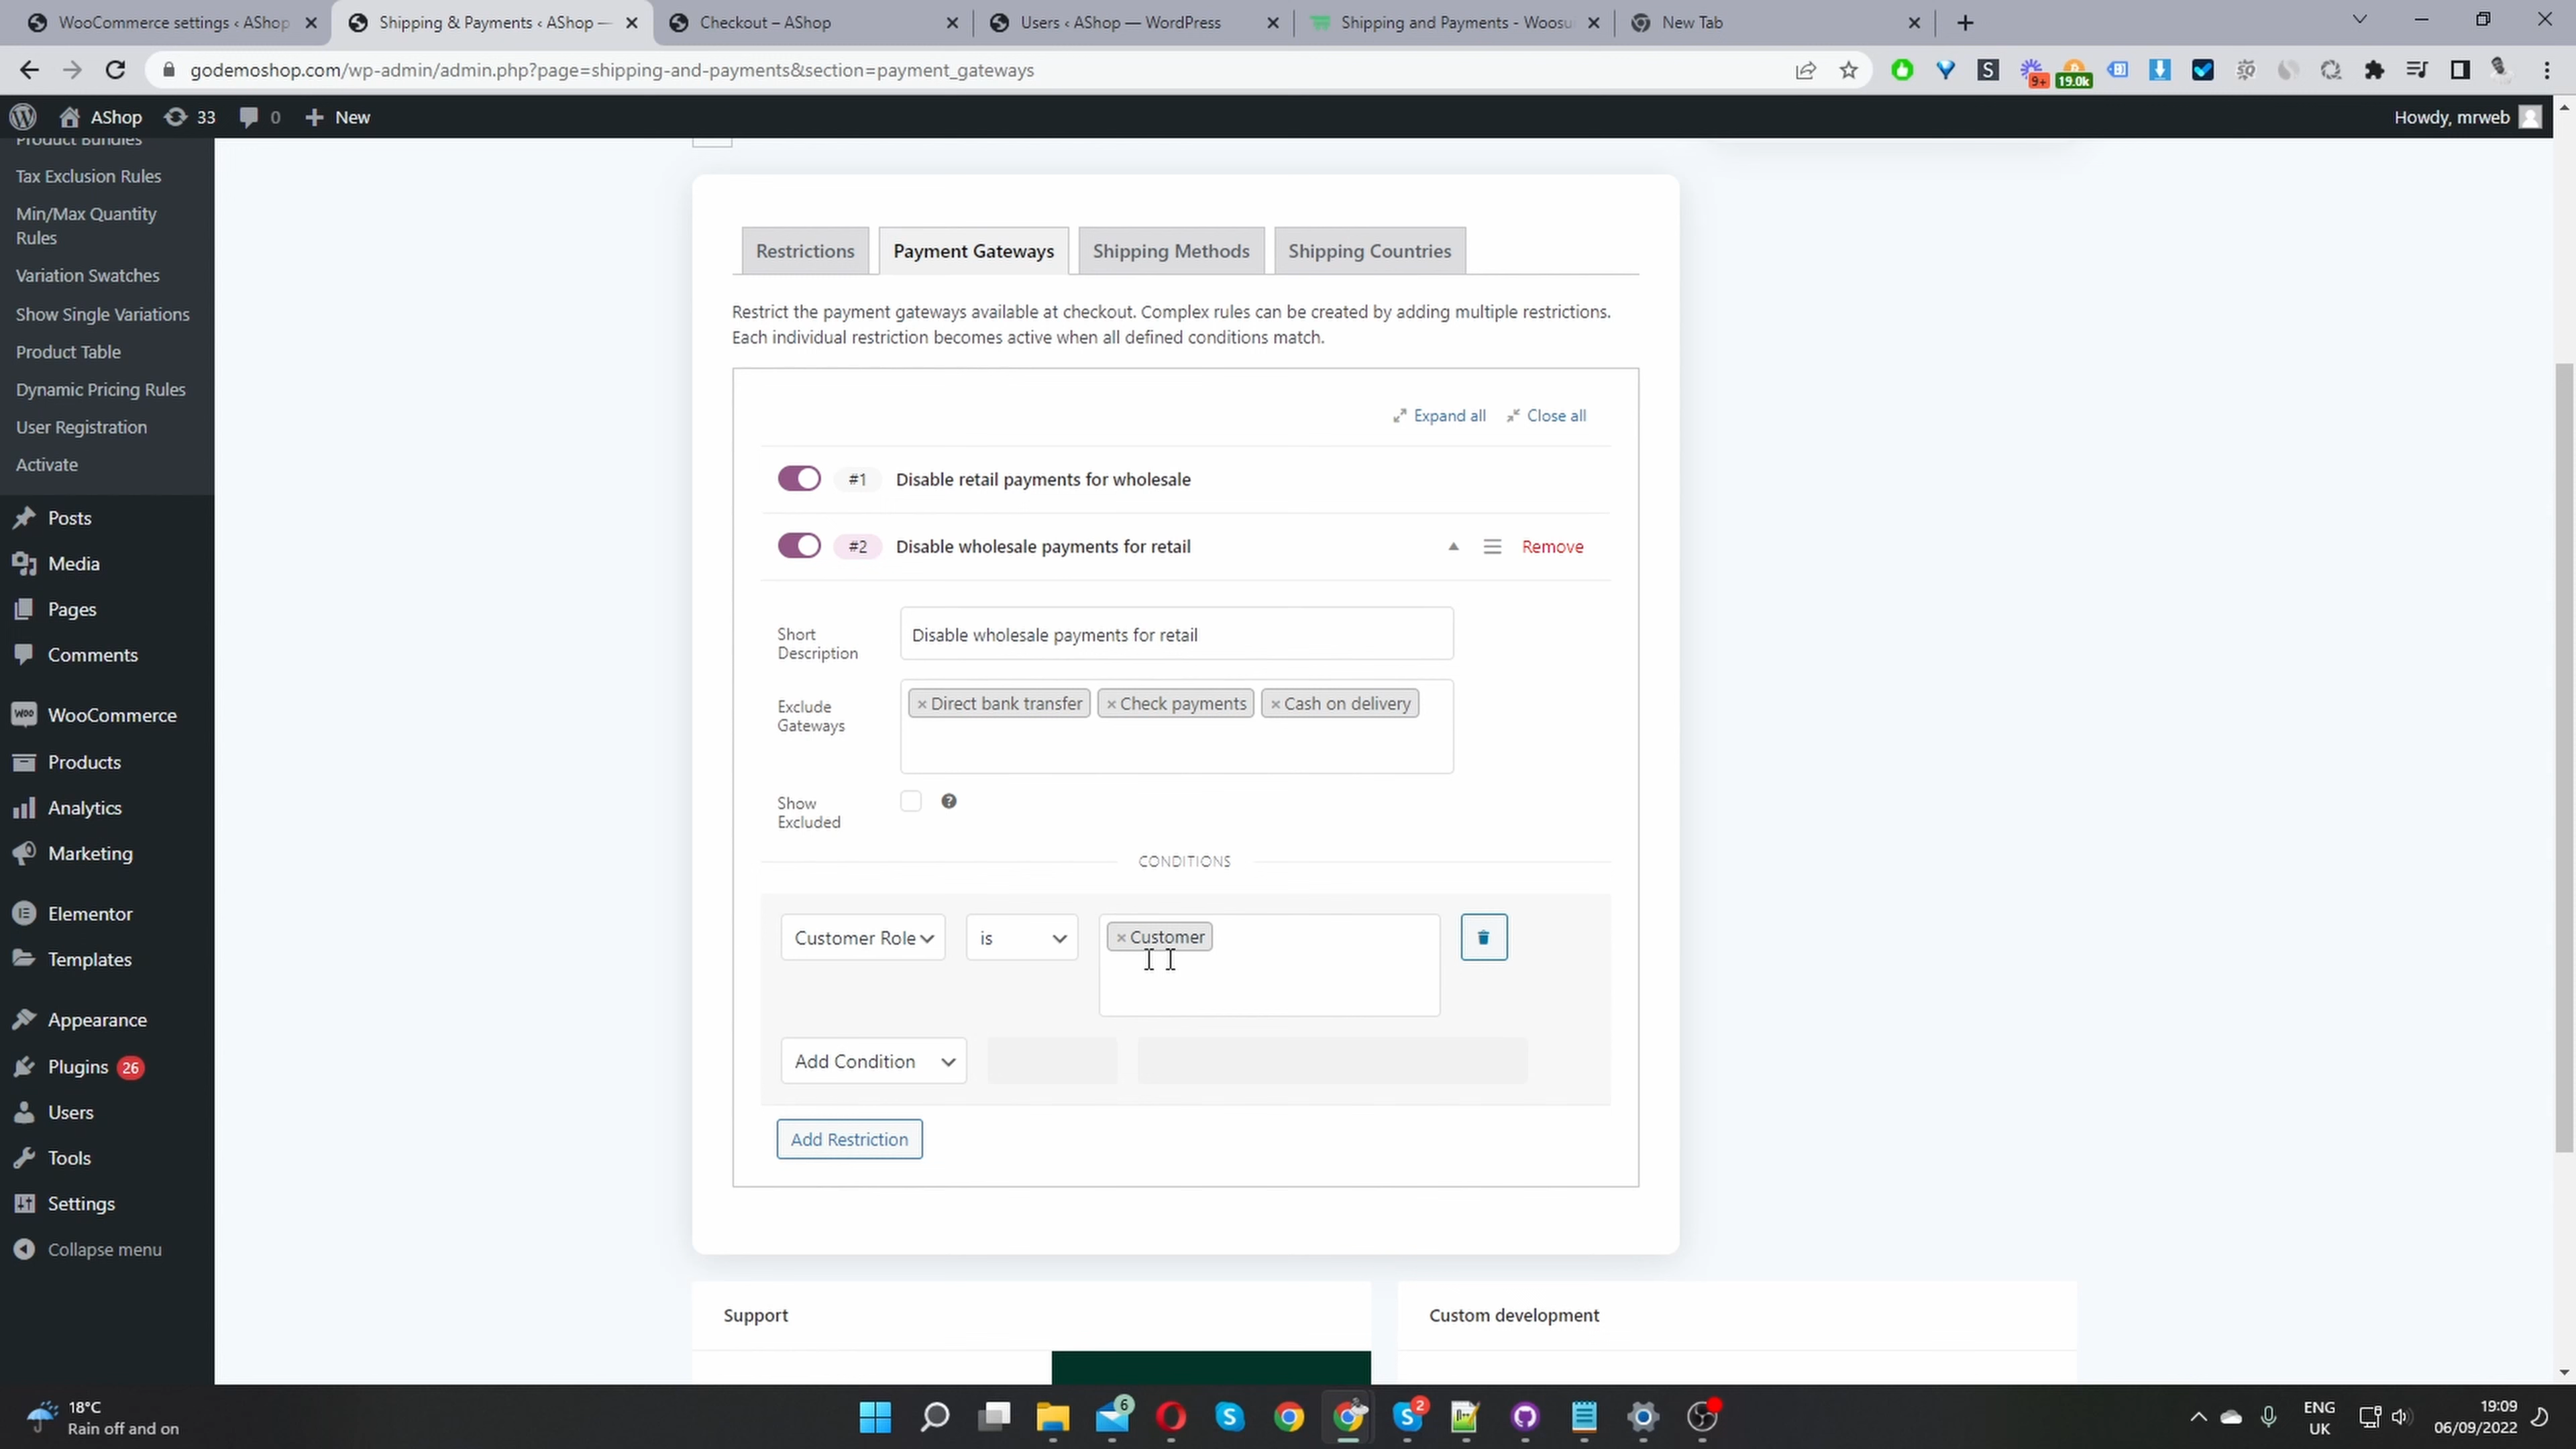 WooCommerce settings ‹ AShop
Shipping & Payments ‹ AShop —
Checkout – AShop
Users ‹ AShop — WordPress
Shipping and Payments - Woosu
New Tab
godemoshop.com/wp-admin/admin.php?page=shipping-and-payments&section=payment_gateways
S
9+
19.0k
AShop
33
0
New
Howdy, mrweb
Product Bundles
Tax Exclusion Rules
Min/Max Quantity
Rules
Variation Swatches
Show Single Variations
Product Table
Dynamic Pricing Rules
User Registration
Activate
Posts
Media
Pages
Comments
WooCommerce
Products
Analytics
Marketing
Elementor
Templates
Appearance
Plugins 26
Users
Tools
Settings
Collapse menu
Restrictions
Payment Gateways
Shipping Methods
Shipping Countries
Restrict the payment gateways available at checkout. Complex rules can be created by adding multiple restrictions.
Each individual restriction becomes active when all defined conditions match.
Expand all
Close all
#1 Disable retail payments for wholesale
#2 Disable wholesale payments for retail
Remove
Short
Description
Disable wholesale payments for retail
Exclude
Gateways
× Direct bank transfer
× Check payments
× Cash on delivery
Show
Excluded
?
CONDITIONS
Customer Role
is
× Customer
Add Condition
Add Restriction
Support
Custom development
18°C
Rain off and on
6
2
ENG
UK
19:09
06/09/2022